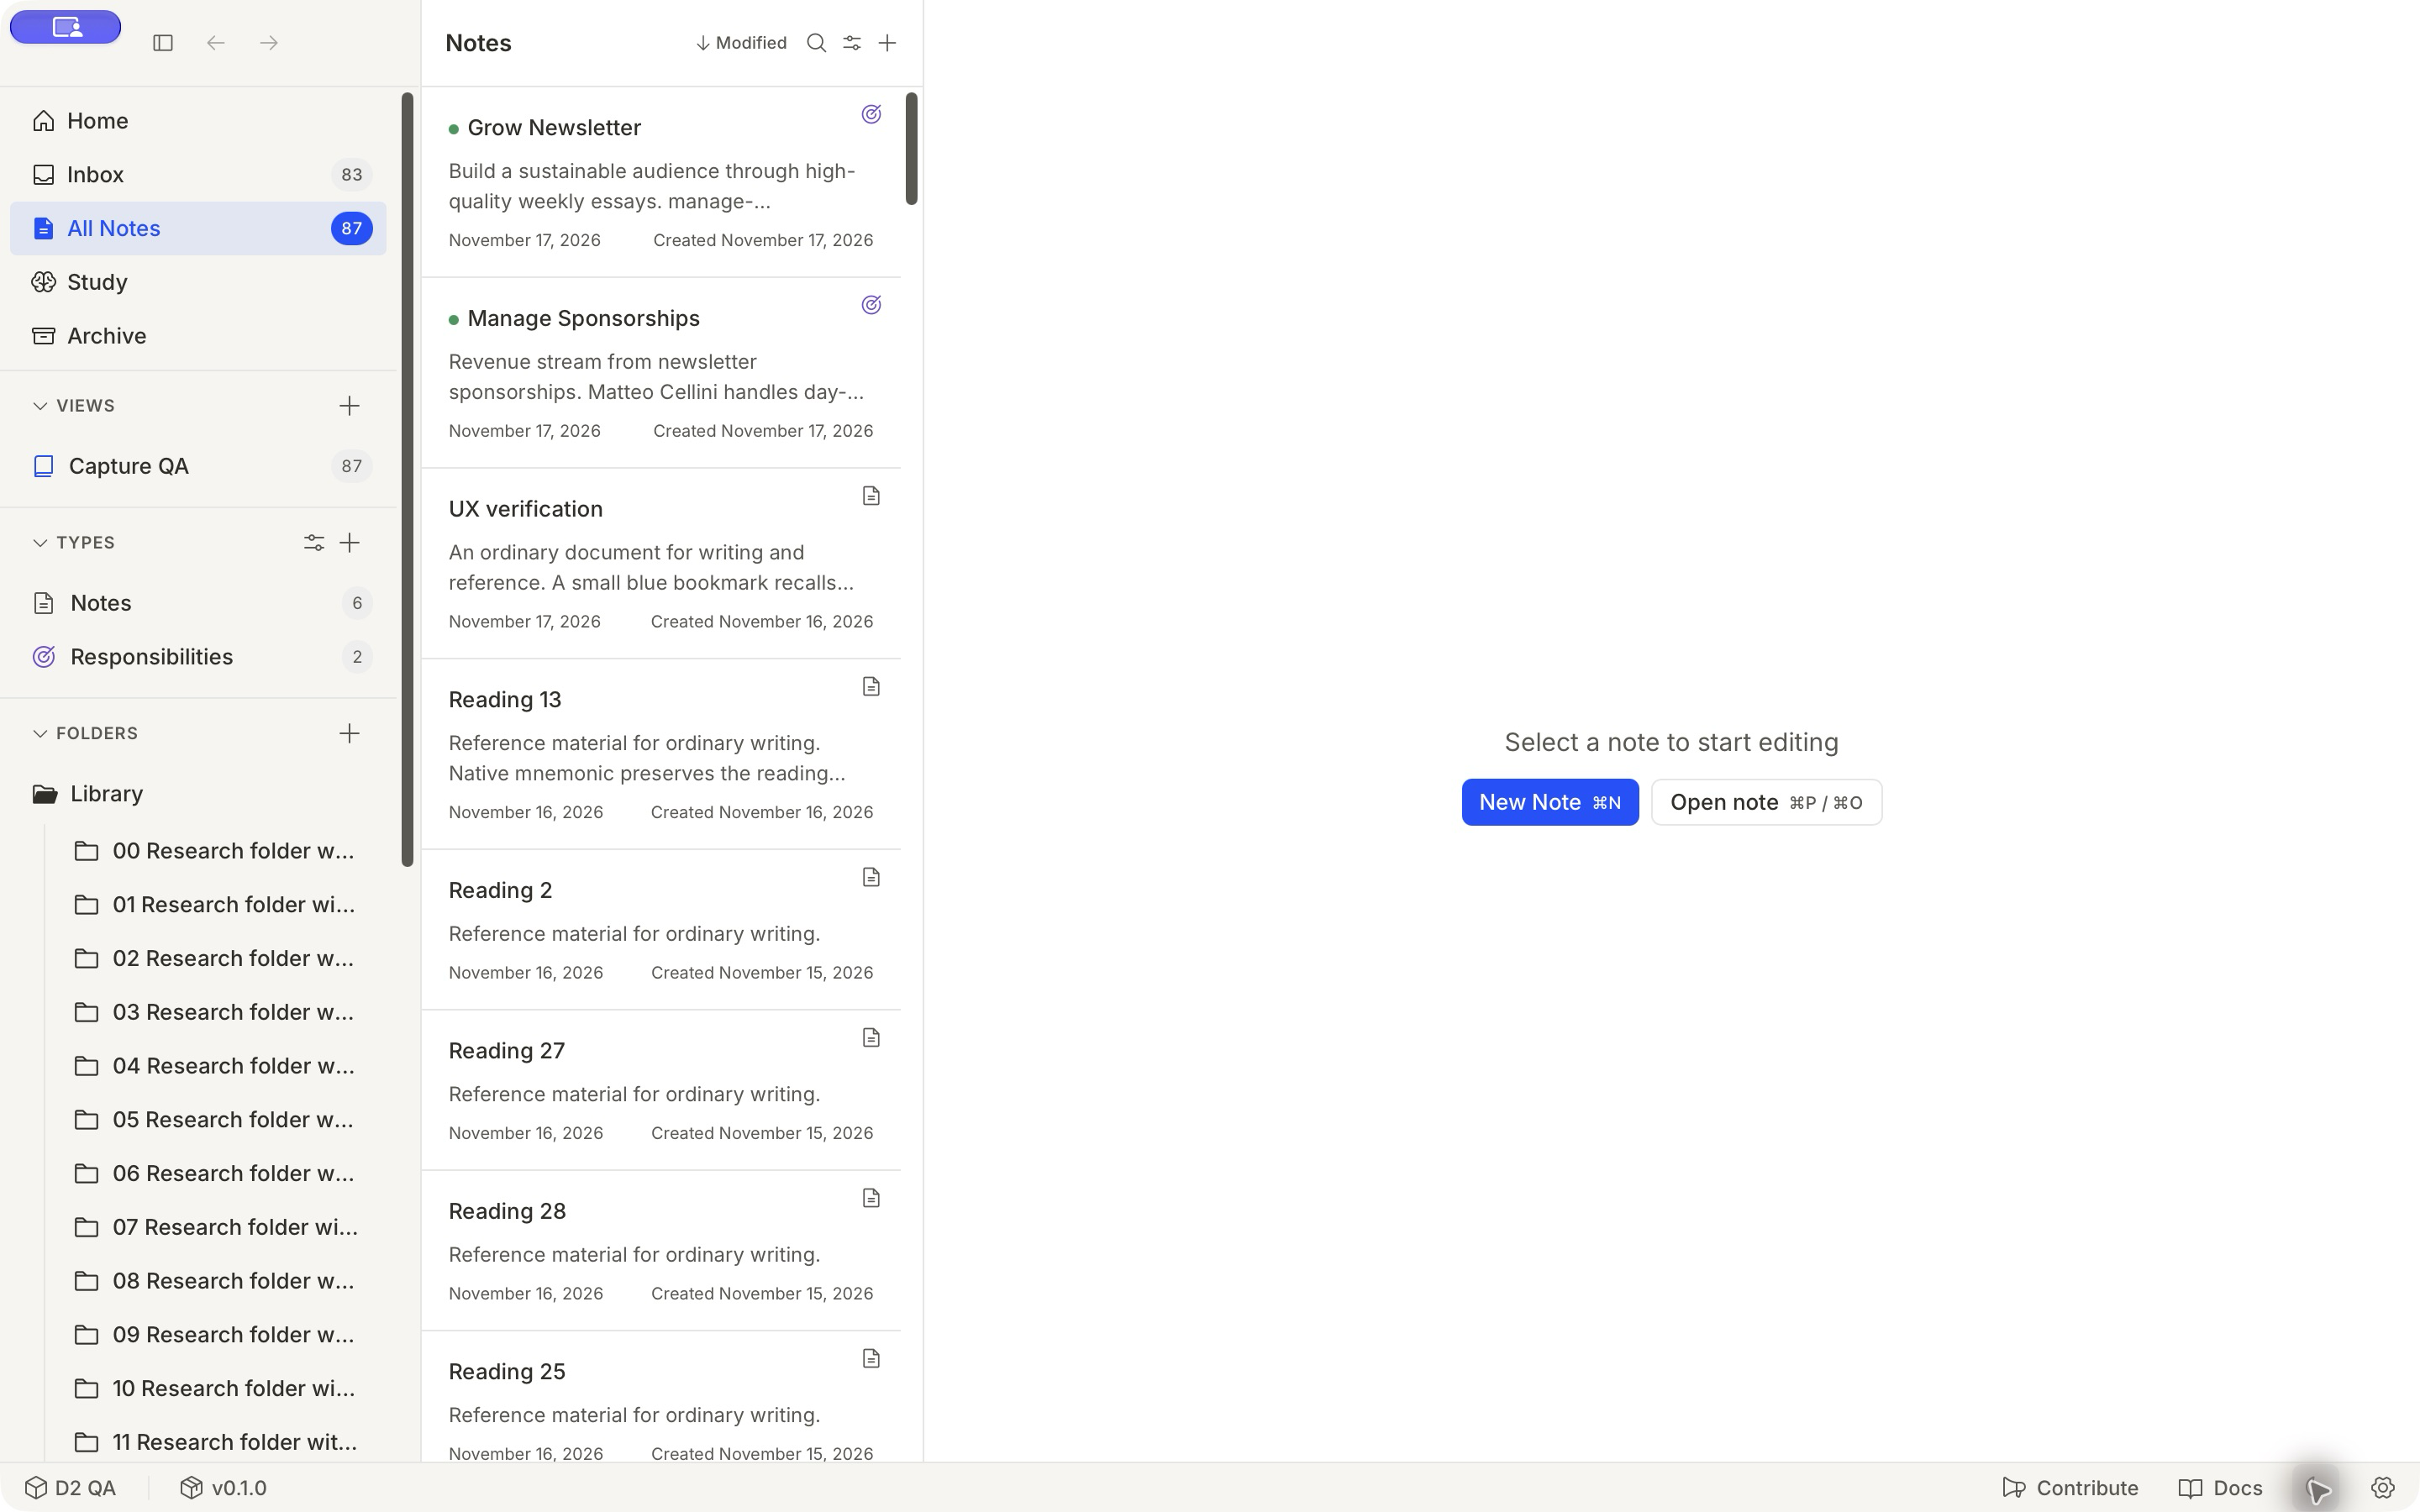 Home
Inbox 83
All Notes 87
Study
Archive
VIEWS
Capture QA 87
TYPES
Notes 6
Responsibilities 2
FOLDERS
Library
00 Research folder w...
01 Research folder wi...
02 Research folder w...
03 Research folder w...
04 Research folder w...
05 Research folder w...
06 Research folder w...
07 Research folder wi...
08 Research folder w...
09 Research folder w...
10 Research folder wi...
11 Research folder wit...
Notes
Modified
Grow Newsletter
Build a sustainable audience through high-
quality weekly essays. manage-...
November 17, 2026 Created November 17, 2026
Manage Sponsorships
Revenue stream from newsletter
sponsorships. Matteo Cellini handles day-...
November 17, 2026 Created November 17, 2026
UX verification
An ordinary document for writing and
reference. A small blue bookmark recalls...
November 17, 2026 Created November 16, 2026
Reading 13
Reference material for ordinary writing.
Native mnemonic preserves the reading...
November 16, 2026 Created November 16, 2026
Reading 2
Reference material for ordinary writing.
November 16, 2026 Created November 15, 2026
Reading 27
Reference material for ordinary writing.
November 16, 2026 Created November 15, 2026
Reading 28
Reference material for ordinary writing.
November 16, 2026 Created November 15, 2026
Reading 25
Reference material for ordinary writing.
November 16, 2026 Created November 15, 2026
Select a note to start editing
New Note ⌘N
Open note ⌘P / ⌘O
D2 QA
v0.1.0
Contribute
Docs